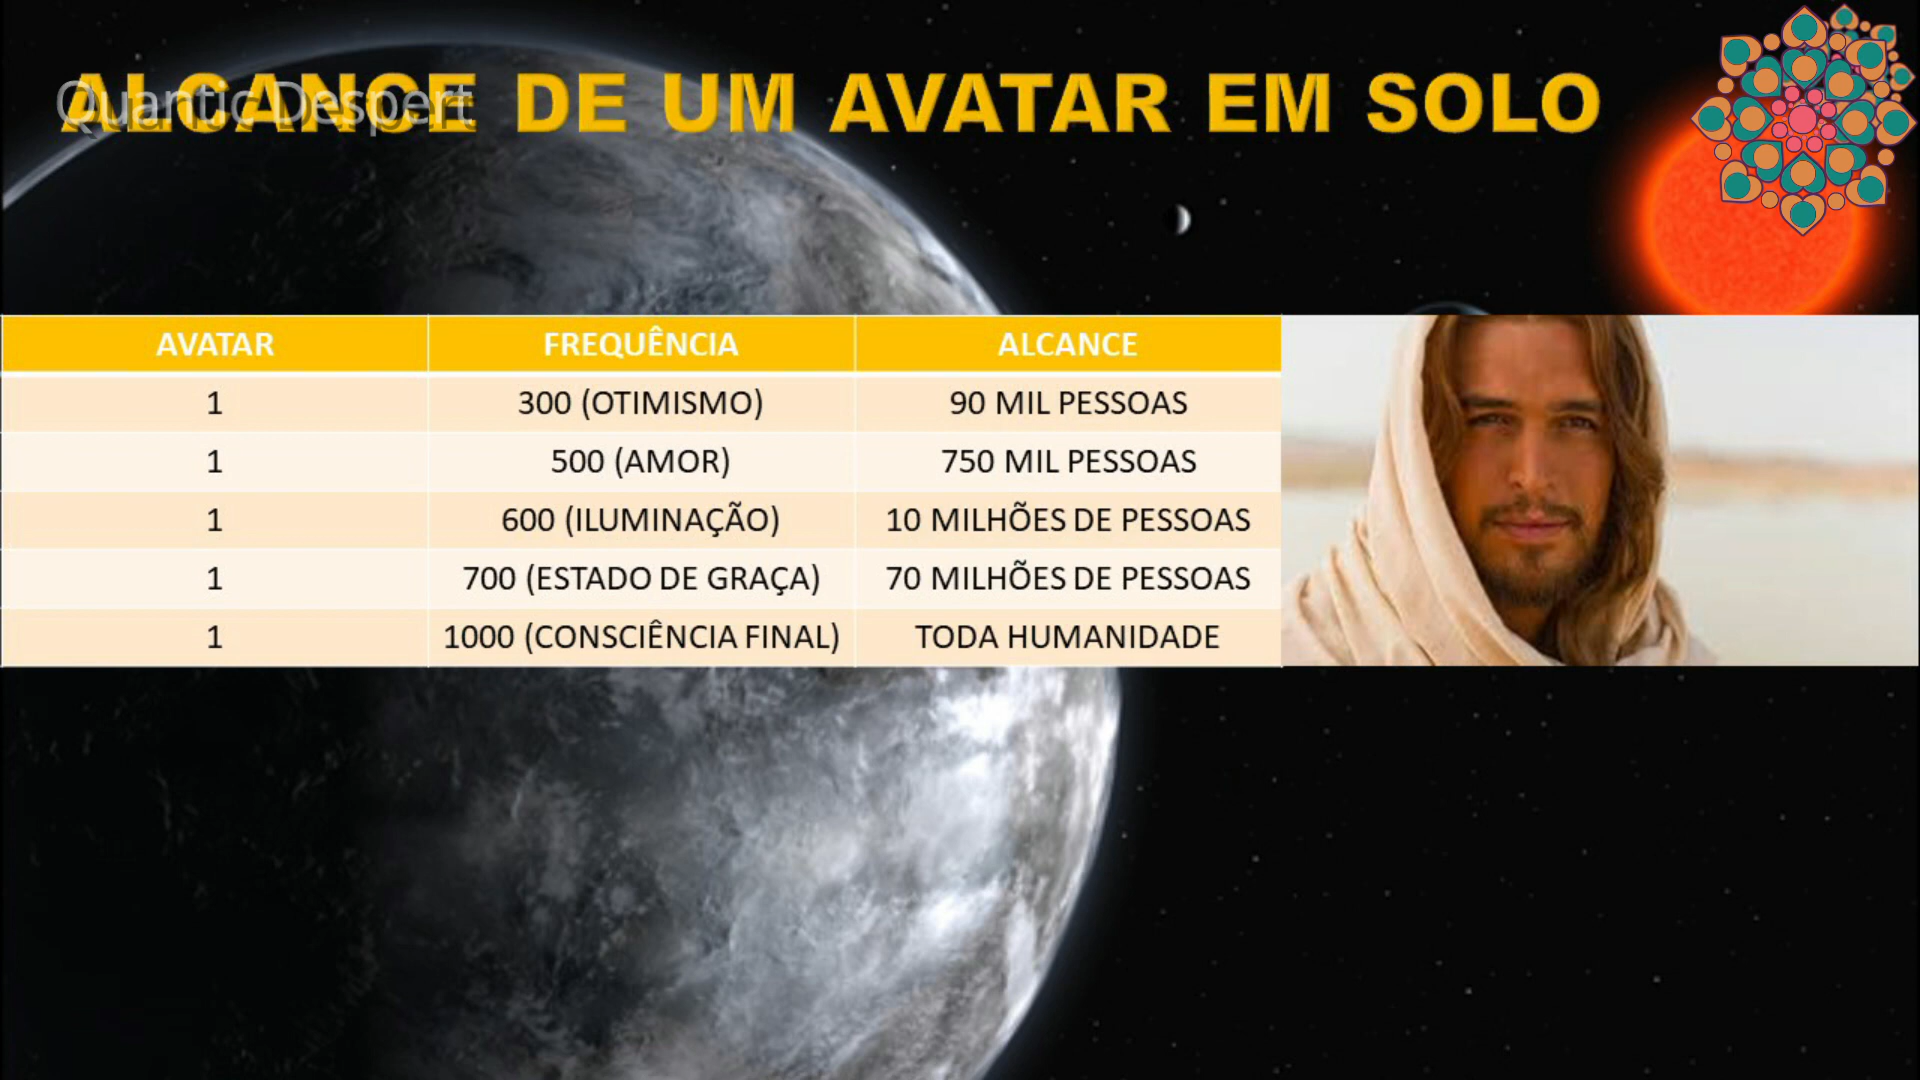 ALCANCE DE UM AVATAR EM SOLO
Quantic Despert
AVATAR FREQUÊNCIA ALCANCE
1 300 (OTIMISMO) 90 MIL PESSOAS
1 500 (AMOR) 750 MIL PESSOAS
1 600 (ILUMINAÇÃO) 10 MILHÕES DE PESSOAS
1 700 (ESTADO DE GRAÇA) 70 MILHÕES DE PESSOAS
1 1000 (CONSCIÊNCIA FINAL) TODA HUMANIDADE